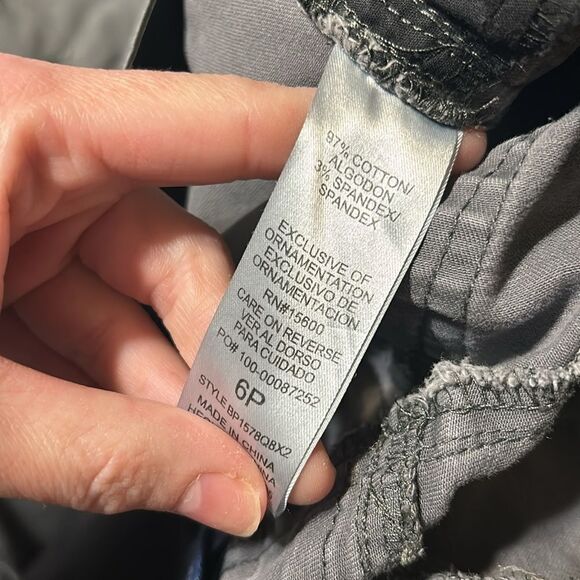 97% COTTON/
ALGODON
3% SPANDEX/
SPANDEX
EXCLUSIVE OF
ORNAMENTATION
EXCLUSIVO DE
ORNAMENTACION
RN#15600
CARE ON REVERSE
VER AL DORSO
PARA CUIDADO
PO# 100-00087252
6P
STYLE BP1578Q8X2
MADE IN CHINA